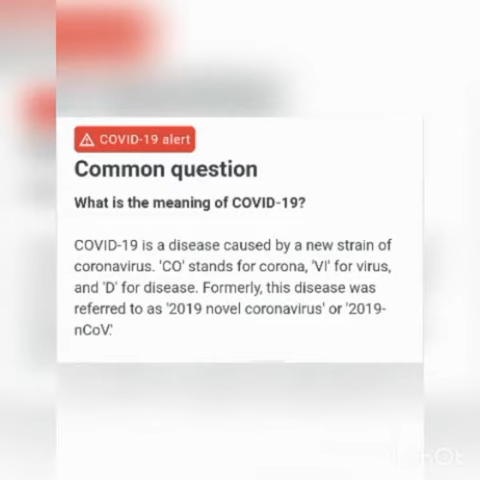 COVID-19 alert
Common question
What is the meaning of COVID-19?
COVID-19 is a disease caused by a new strain of
coronavirus. 'CO' stands for corona, 'VI' for virus,
and 'D' for disease. Formerly, this disease was
referred to as '2019 novel coronavirus' or '2019-
nCoV.'